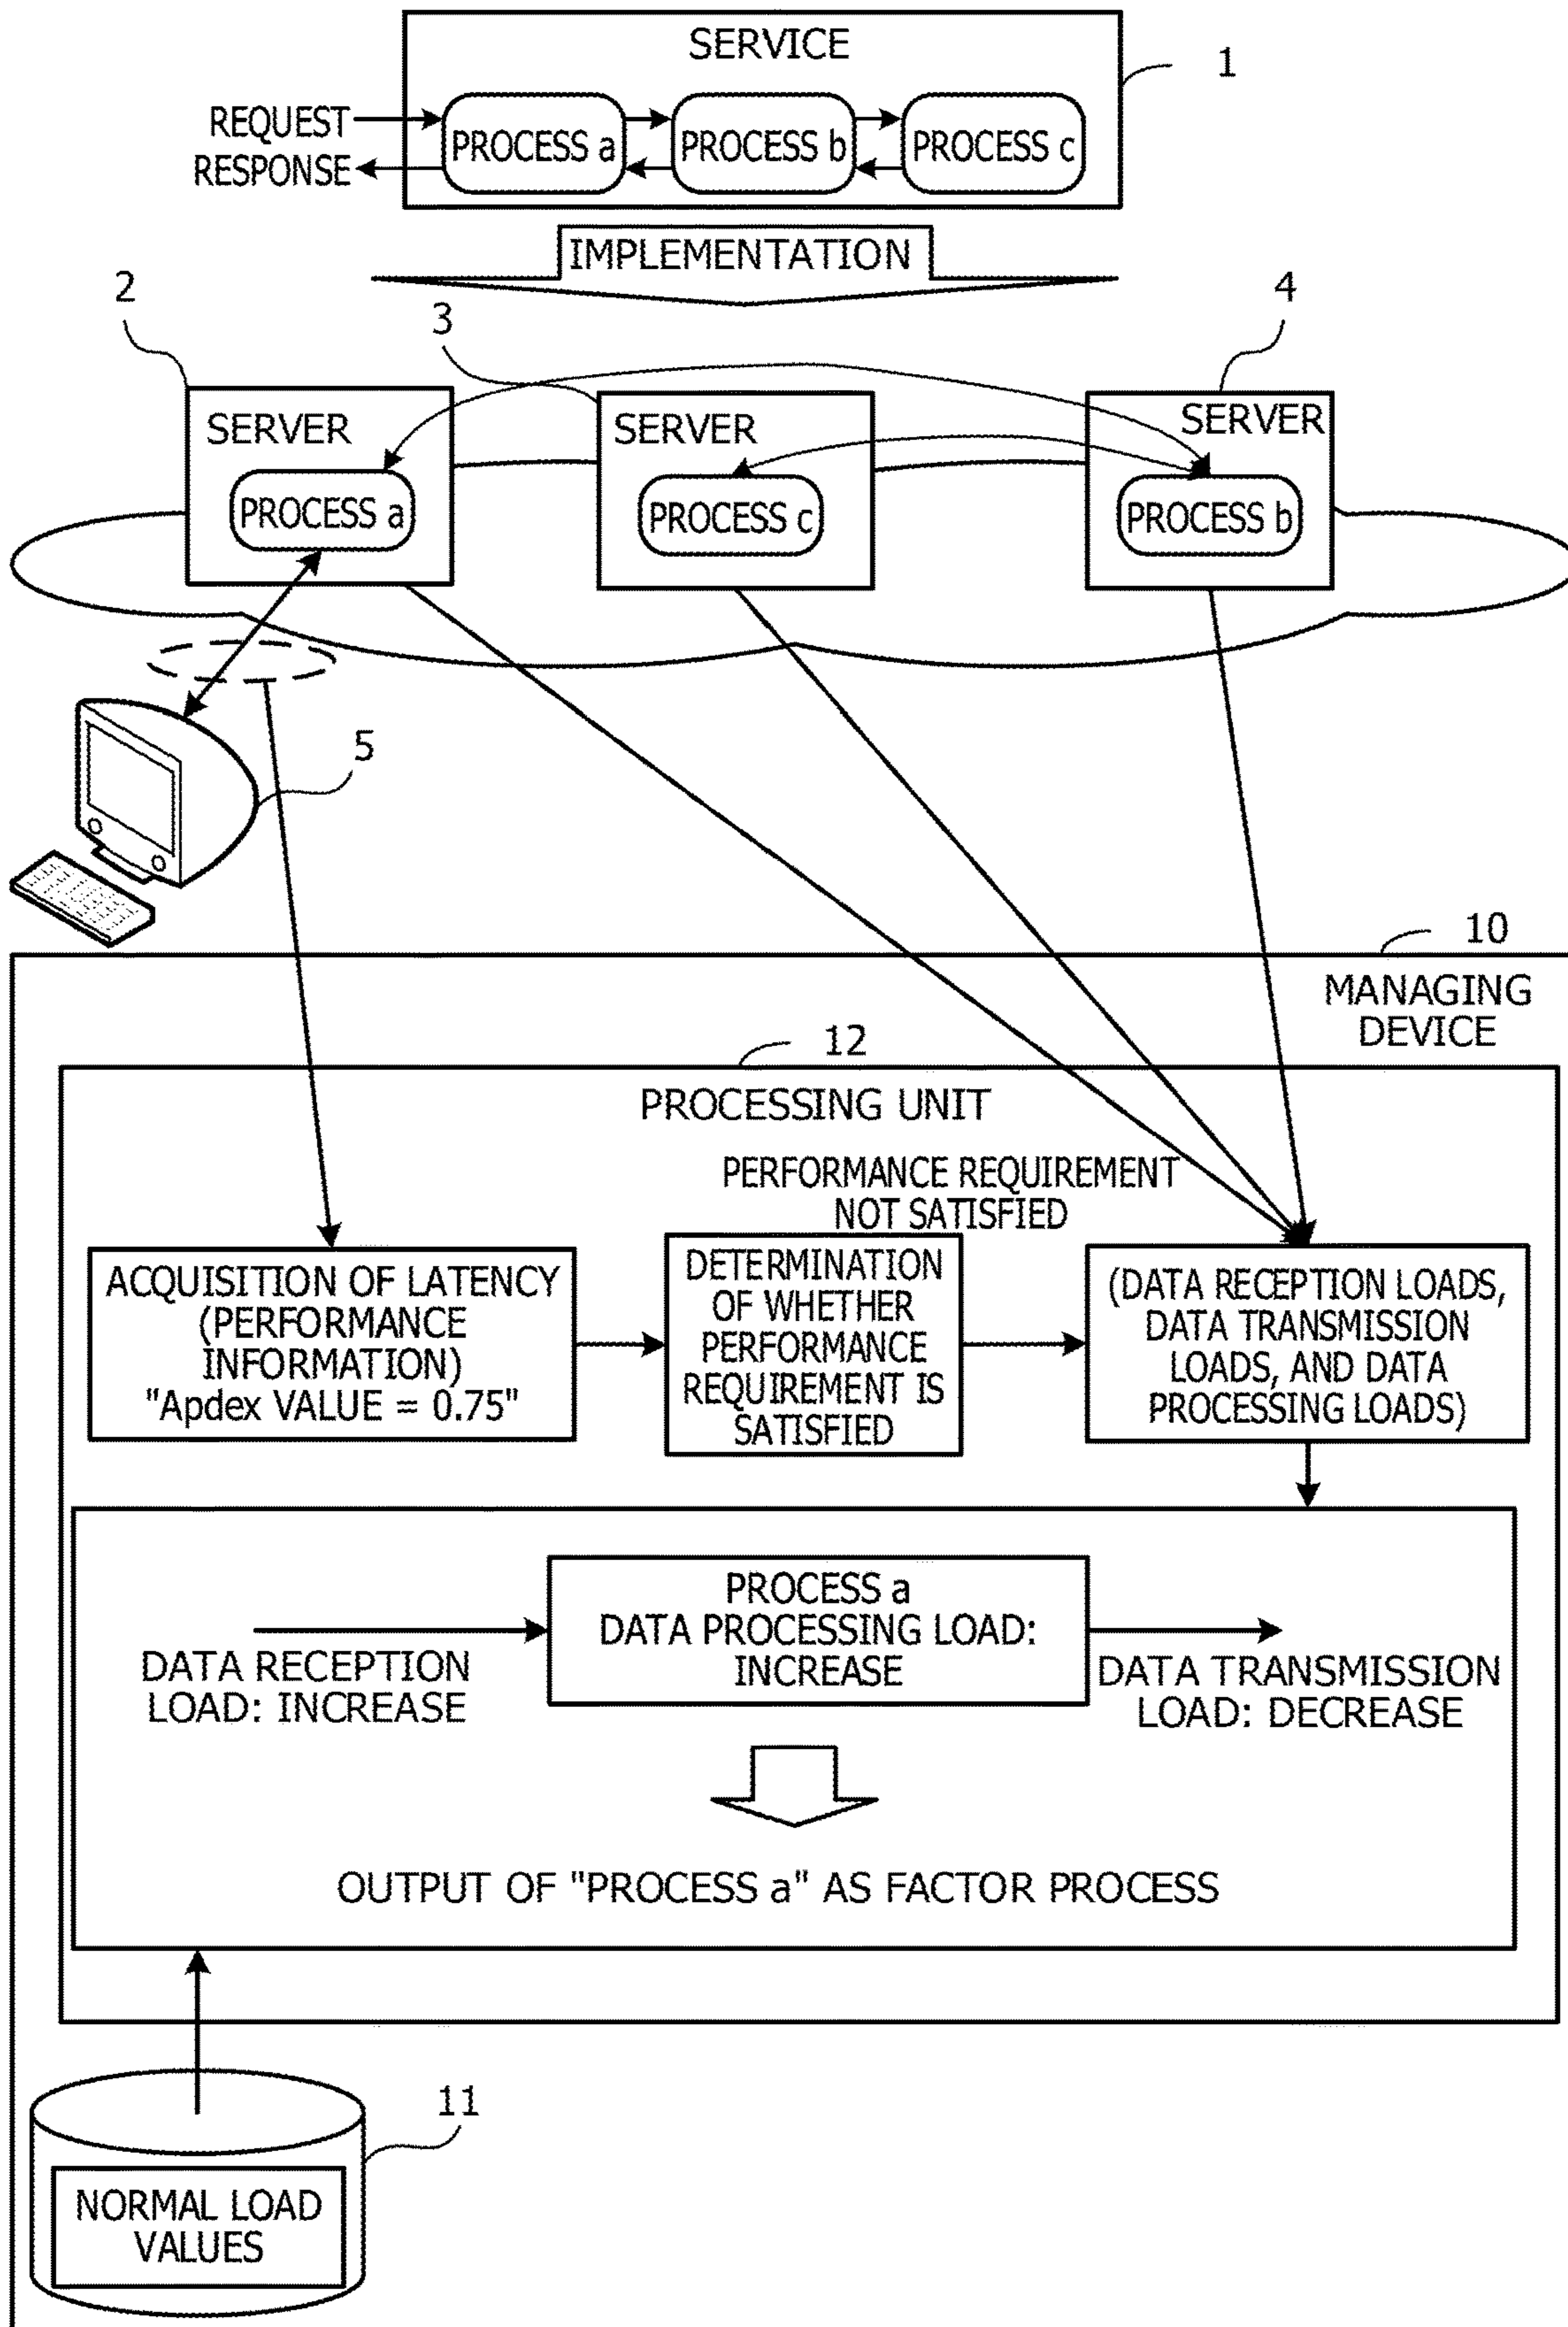 SERVICE
1
REQUEST
RESPONSE
PROCESS a
PROCESS b
PROCESS c
IMPLEMENTATION
2
3
4
SERVER
SERVER
SERVER
PROCESS a
PROCESS c
PROCESS b
5
10
MANAGING
DEVICE
12
PROCESSING UNIT
PERFORMANCE REQUIREMENT
NOT SATISFIED
ACQUISITION OF LATENCY
(PERFORMANCE
INFORMATION)
"Apdex VALUE = 0.75"
DETERMINATION
OF WHETHER
PERFORMANCE
REQUIREMENT IS
SATISFIED
(DATA RECEPTION LOADS,
DATA TRANSMISSION
LOADS, AND DATA
PROCESSING LOADS)
PROCESS a
DATA PROCESSING LOAD:
INCREASE
DATA RECEPTION
LOAD: INCREASE
DATA TRANSMISSION
LOAD: DECREASE
OUTPUT OF "PROCESS a" AS FACTOR PROCESS
11
NORMAL LOAD
VALUES